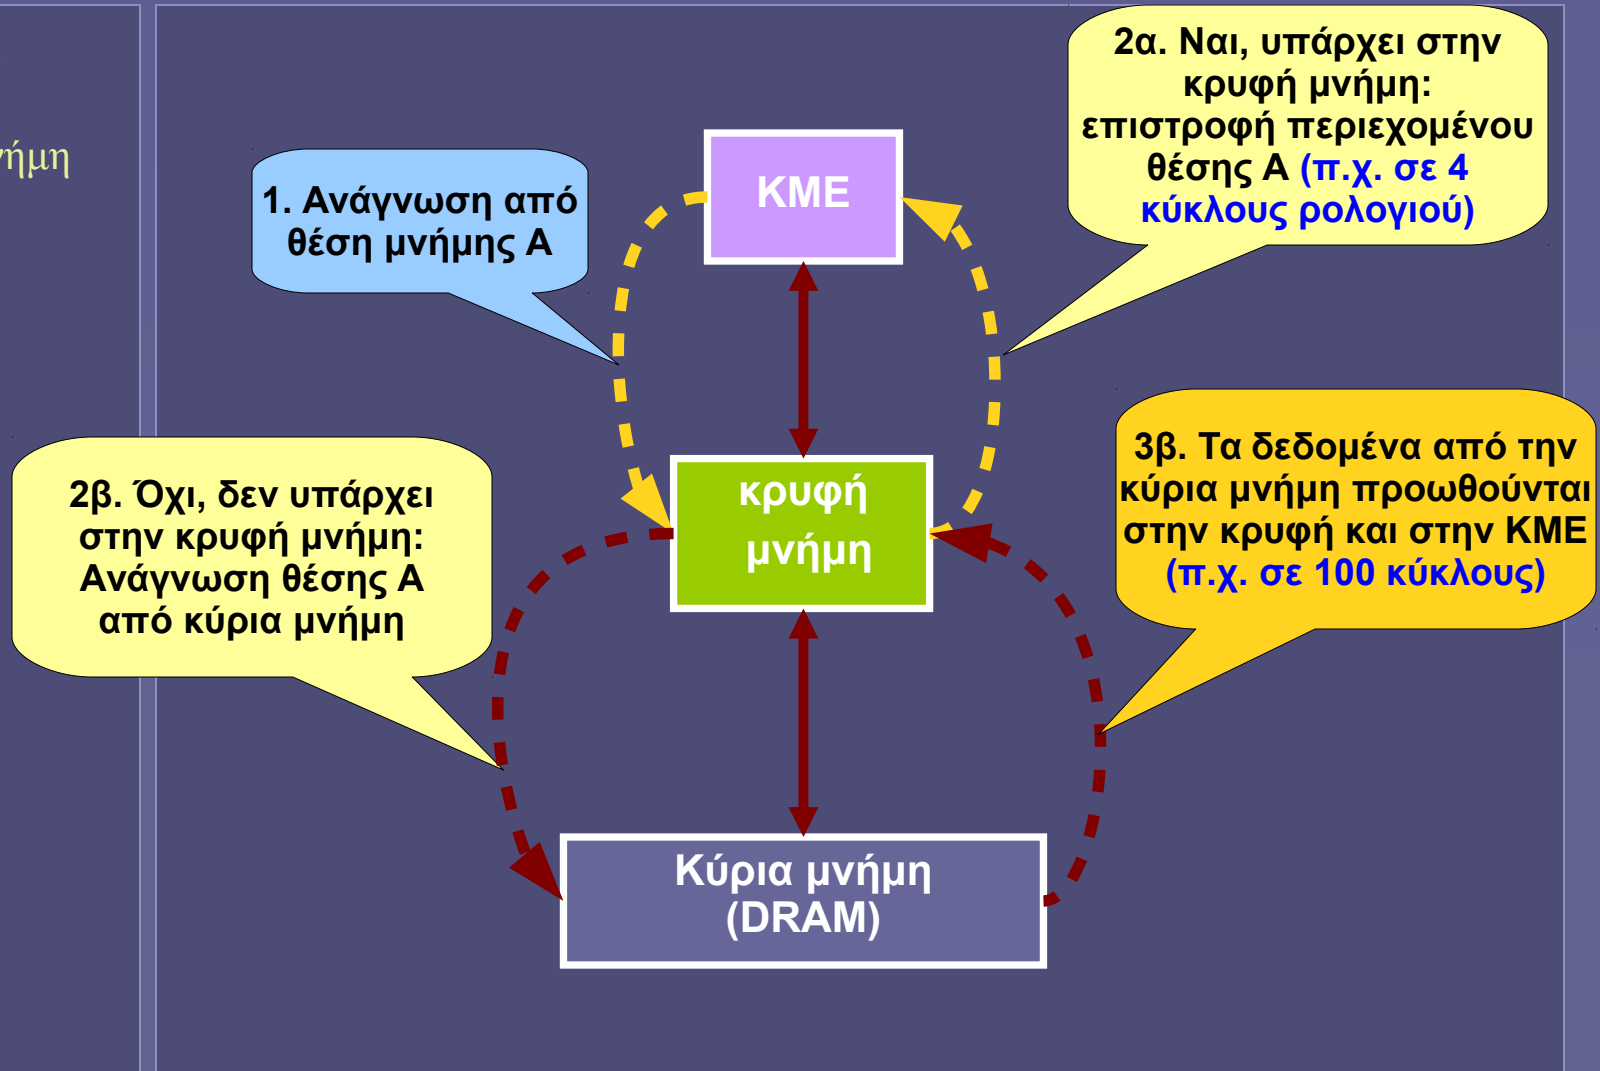 1. Ανάγνωση από
θέση μνήμης Α
ΚΜΕ
2α. Ναι, υπάρχει στην
κρυφή μνήμη:
επιστροφή περιεχομένου
θέσης Α (π.χ. σε 4
κύκλους ρολογιού)
2β. Όχι, δεν υπάρχει
στην κρυφή μνήμη:
Ανάγνωση θέσης Α
από κύρια μνήμη
κρυφή
μνήμη
3β. Τα δεδομένα από την
κύρια μνήμη προωθούνται
στην κρυφή και στην ΚΜΕ
(π.χ. σε 100 κύκλους)
Κύρια μνήμη
(DRAM)